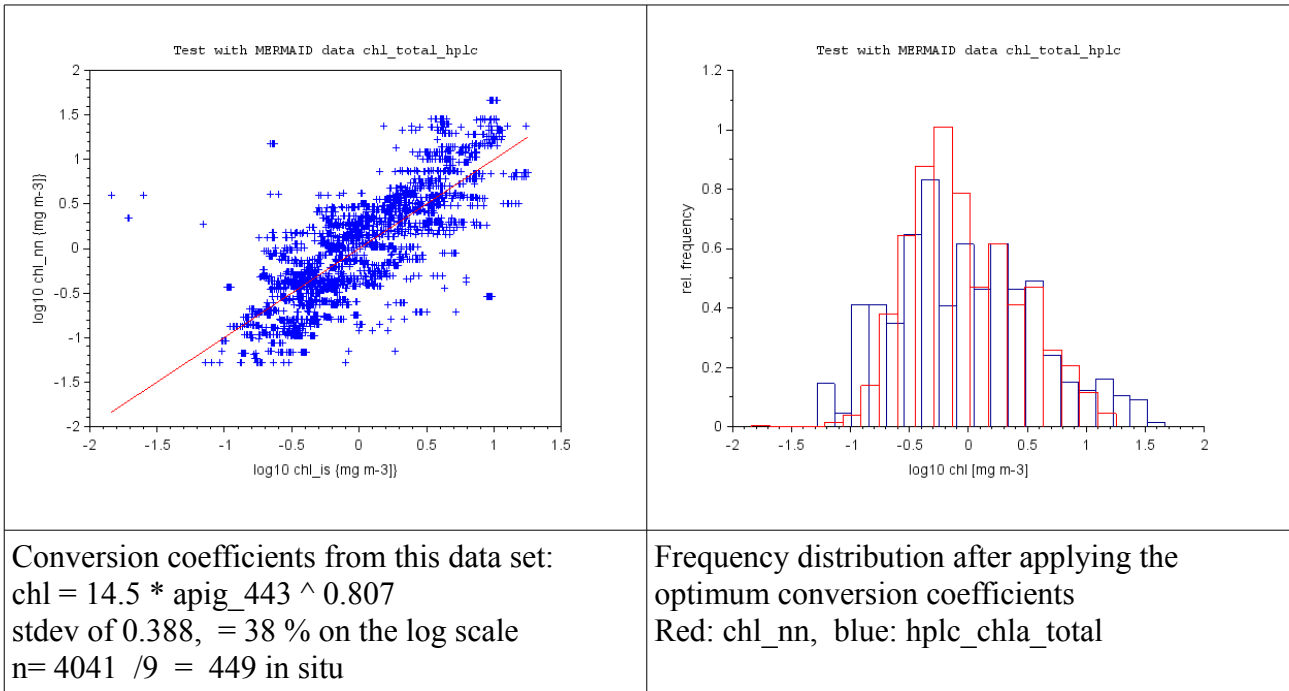 Test with MERMAID data chl_total_hplc
2
1.5
1
0.5
0
-0.5
-1
-1.5
-2
log10 chl_nn {mg m-3]}
-2
-1.5
-1
-0.5
0
0.5
1
1.5
log10 chl_is {mg m-3]}
Test with MERMAID data chl_total_hplc
1.2
1
0.8
0.6
0.4
0.2
0
rel. frequency
-2
-1.5
-1
-0.5
0
0.5
1
1.5
2
log10 chl [mg m-3]
Conversion coefficients from this data set:
chl = 14.5 * apig_443 ^ 0.807
stdev of 0.388,  = 38 % on the log scale
n= 4041  /9  =  449 in situ
Frequency distribution after applying the
optimum conversion coefficients
Red: chl_nn,  blue: hplc_chla_total